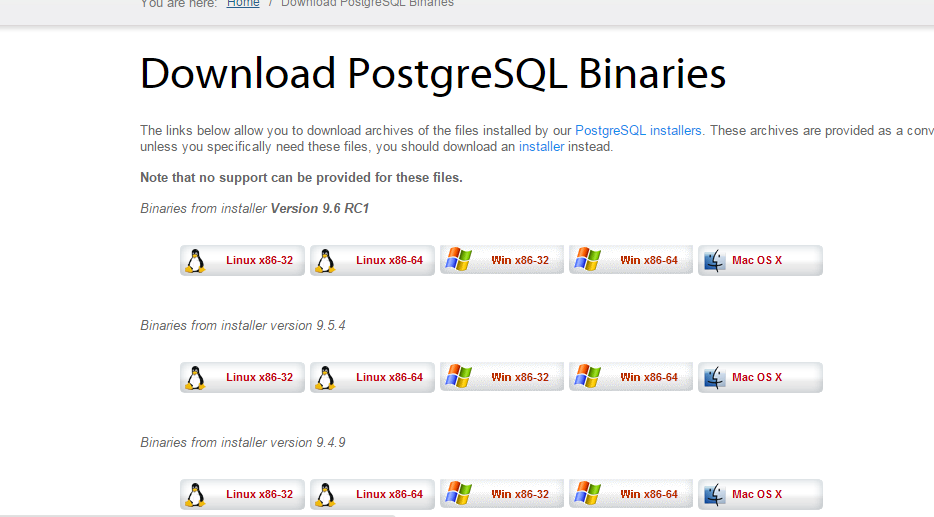 You are here: Home / Download PostgreSQL Binaries
Download PostgreSQL Binaries
The links below allow you to download archives of the files installed by our PostgreSQL installers. These archives are provided as a conv
unless you specifically need these files, you should download an installer instead.
Note that no support can be provided for these files.
Binaries from installer Version 9.6 RC1
Linux x86-32 Linux x86-64 Win x86-32 Win x86-64 Mac OS X
Binaries from installer version 9.5.4
Linux x86-32 Linux x86-64 Win x86-32 Win x86-64 Mac OS X
Binaries from installer version 9.4.9
Linux x86-32 Linux x86-64 Win x86-32 Win x86-64 Mac OS X